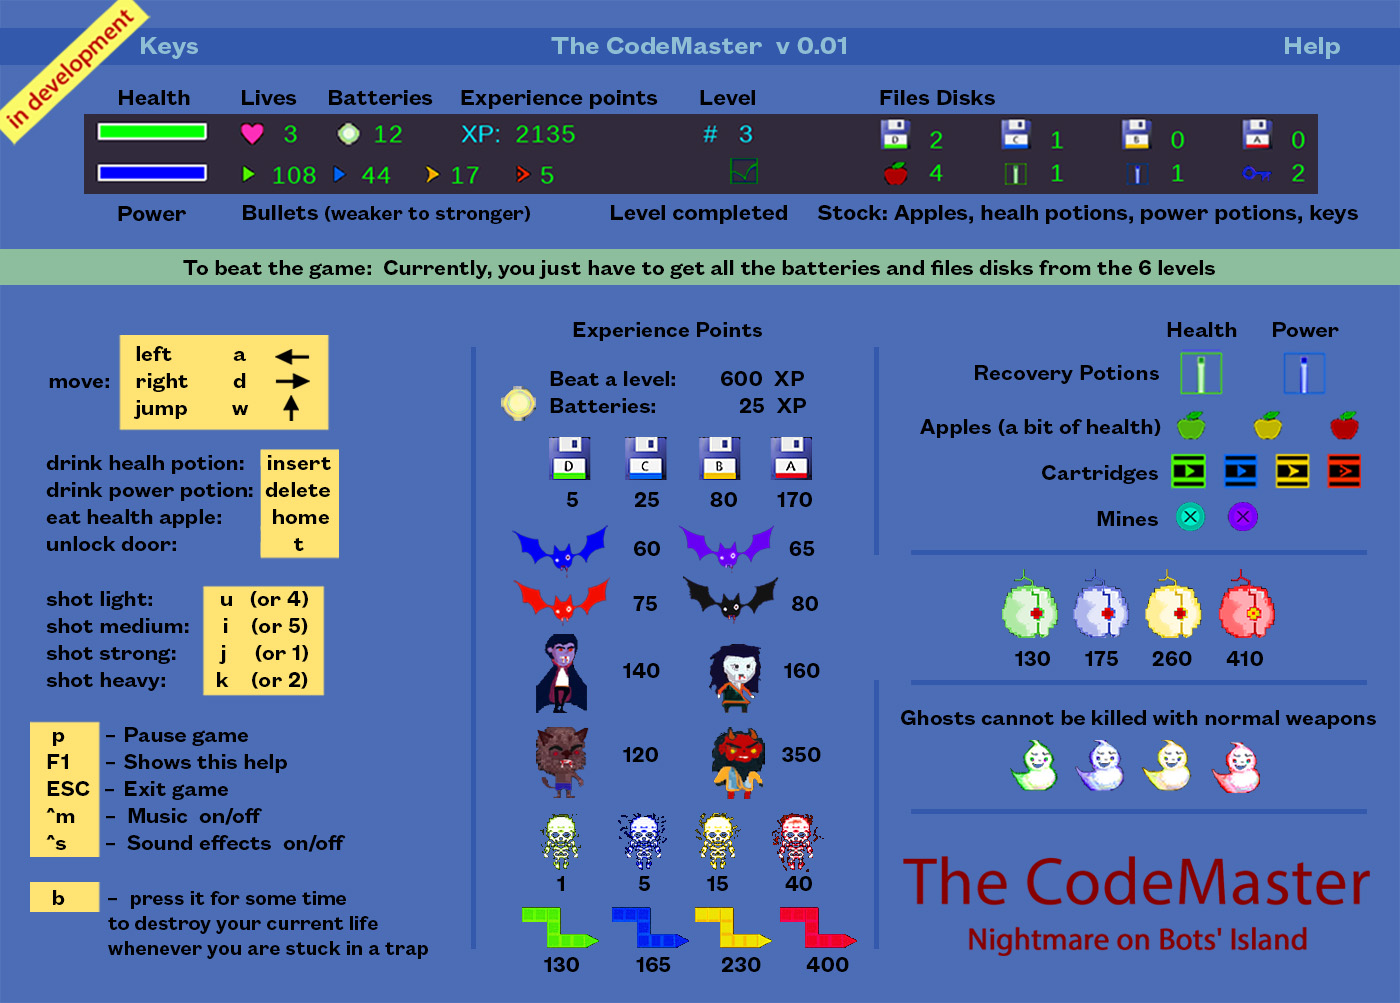 in development
Keys
The CodeMaster v 0.01
Help
Health
Lives
Batteries
Experience points
Level
Files Disks
3
12
XP: 2135
# 3
D 2
C 1
B 0
A 0
108
44
17
5
4
1
1
2
Power
Bullets (weaker to stronger)
Level completed
Stock: Apples, healh potions, power potions, keys
To beat the game: Currently, you just have to get all the batteries and files disks from the 6 levels
move:
left a
right d
jump w
drink healh potion: insert
drink power potion: delete
eat health apple: home
unlock door: t
shot light: u (or 4)
shot medium: i (or 5)
shot strong: j (or 1)
shot heavy: k (or 2)
p – Pause game
F1 – Shows this help
ESC – Exit game
^m – Music on/off
^s – Sound effects on/off
b – press it for some time
to destroy your current life
whenever you are stuck in a trap
Experience Points
Beat a level: 600 XP
Batteries: 25 XP
D C B A
5 25 80 170
60 65
75 80
140 160
120 350
1 5 15 40
130 165 230 400
Health Power
Recovery Potions
Apples (a bit of health)
Cartridges
Mines
130 175 260 410
Ghosts cannot be killed with normal weapons
The CodeMaster
Nightmare on Bots' Island